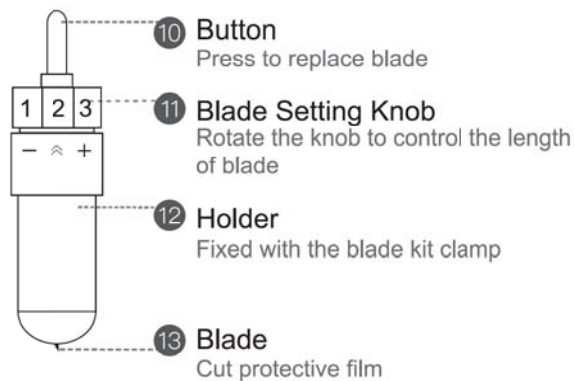 10 Button
Press to replace blade
1 2 3
11 Blade Setting Knob
Rotate the knob to control the length
of blade
− +
12 Holder
Fixed with the blade kit clamp
13 Blade
Cut protective film